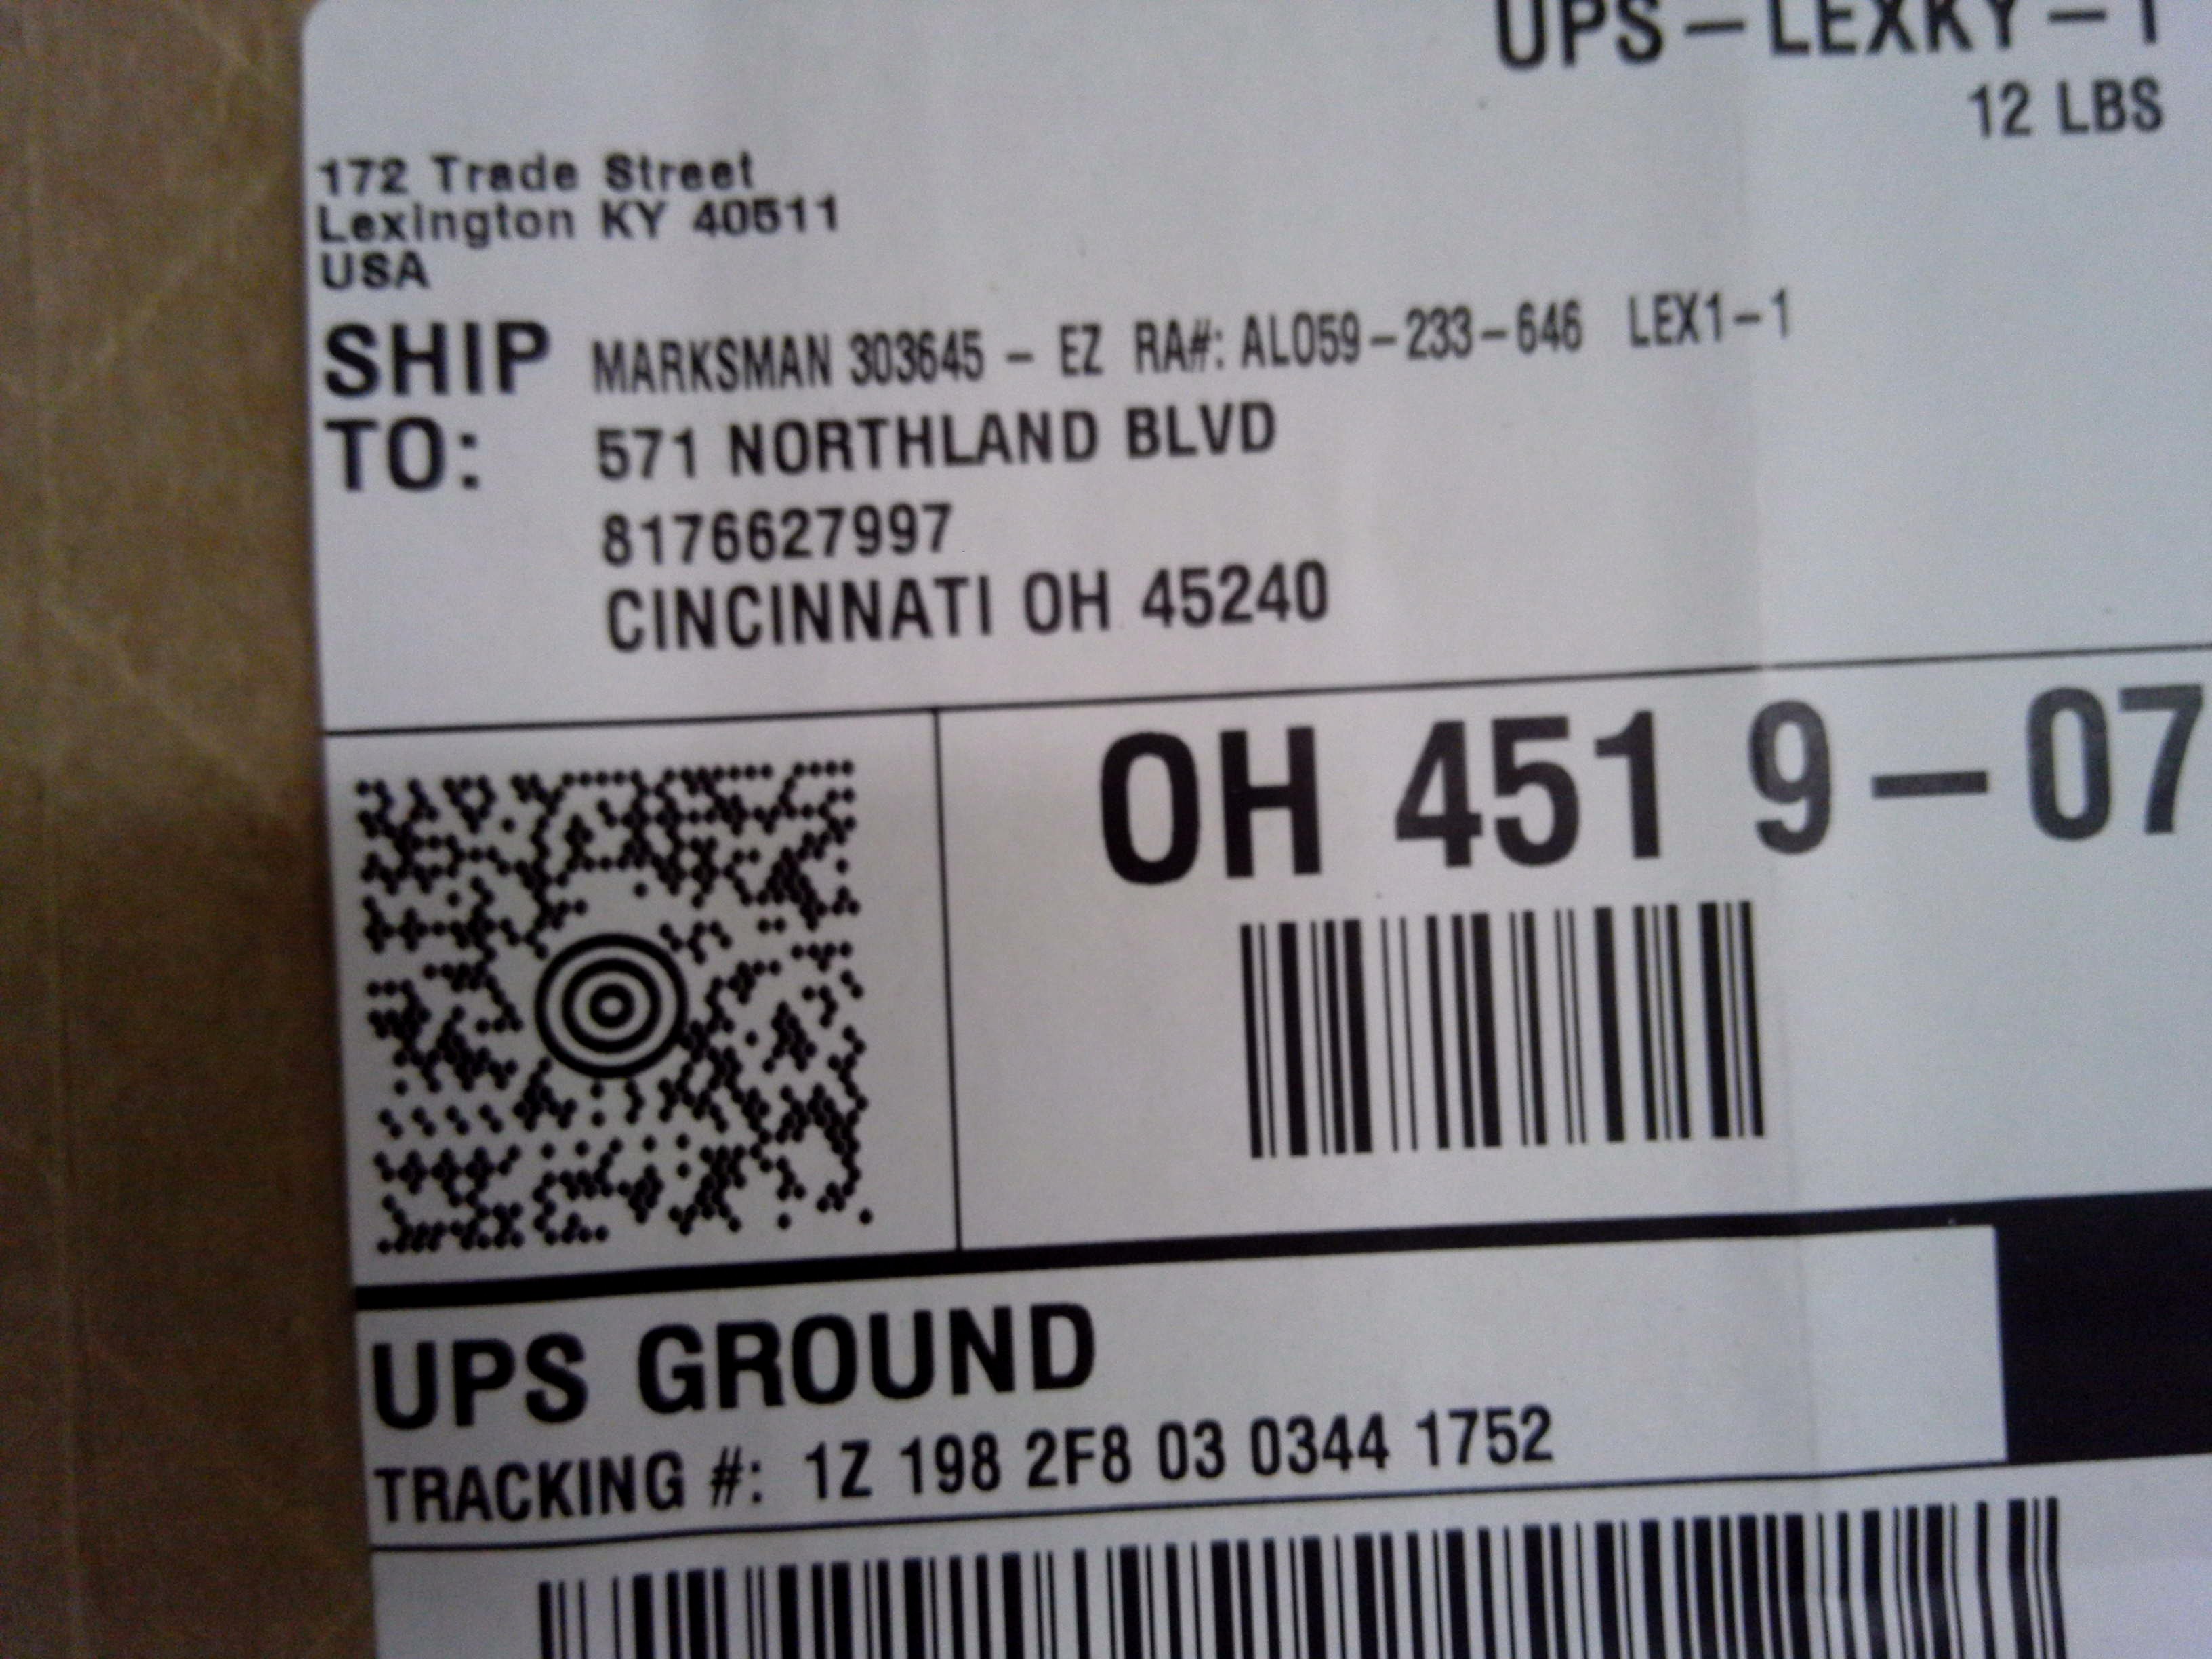 UPS-LEXKY-1
12 LBS
172 Trade Street
Lexington KY 40511
USA
SHIP TO:
MARKSMAN 303645 - EZ RA#: AL059-233-646 LEX1-1
571 NORTHLAND BLVD
8176627997
CINCINNATI OH 45240
OH 451 9-07
UPS GROUND
TRACKING #: 1Z 198 2F8 03 0344 1752